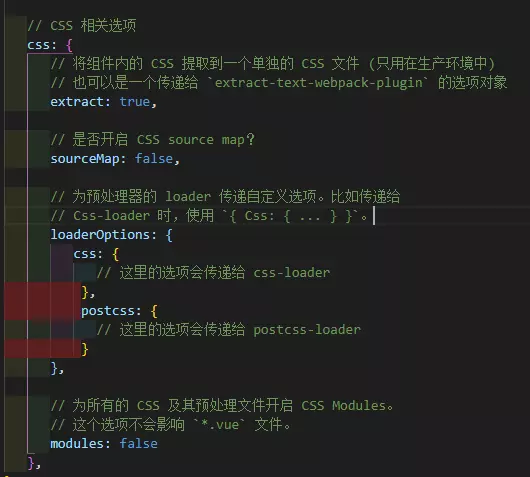 // CSS 相关选项
css: {
// 将组件内的 CSS 提取到一个单独的 CSS 文件 (只用在生产环境中)
// 也可以是一个传递给 `extract-text-webpack-plugin` 的选项对象
extract: true,
// 是否开启 CSS source map？
sourceMap: false,
// 为预处理器的 loader 传递自定义选项。比如传递给
// Css-loader 时，使用 `{ Css: { ... } }`。
loaderOptions: {
css: {
// 这里的选项会传递给 css-loader
},
postcss: {
// 这里的选项会传递给 postcss-loader
}
},
// 为所有的 CSS 及其预处理文件开启 CSS Modules。
// 这个选项不会影响 `*.vue` 文件。
modules: false
},